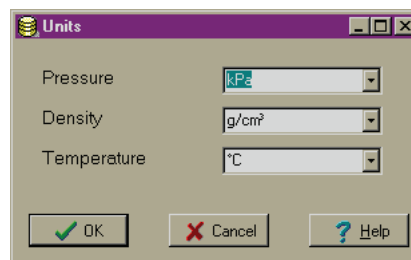 Units
Pressure kPa
Density g/cm³
Temperature °C
OK Cancel Help